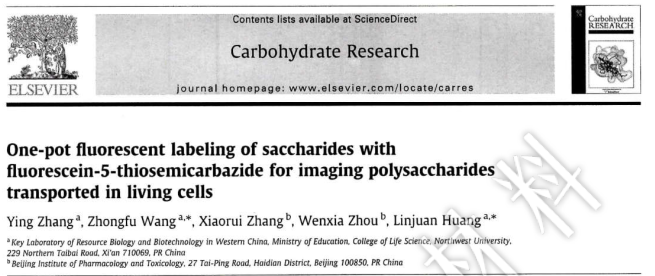 Contents lists available at ScienceDirect
Carbohydrate Research
journal homepage: www.elsevier.com/locate/carres
ELSEVIER
Carbohydrate
RESEARCH
One-pot fluorescent labeling of saccharides with
fluorescein-5-thiosemicarbazide for imaging polysaccharides
transported in living cells
Ying Zhang a, Zhongfu Wang a,*, Xiaorui Zhang b, Wenxia Zhou b, Linjuan Huang a,*
a Key Laboratory of Resource Biology and Biotechnology in Western China, Ministry of Education, College of Life Science, Northwest University,
229 Northern Taibai Road, Xi'an 710069, PR China
b Beijing Institute of Pharmacology and Toxicology, 27 Tai-Ping Road, Haidian District, Beijing 100850, PR China
材料